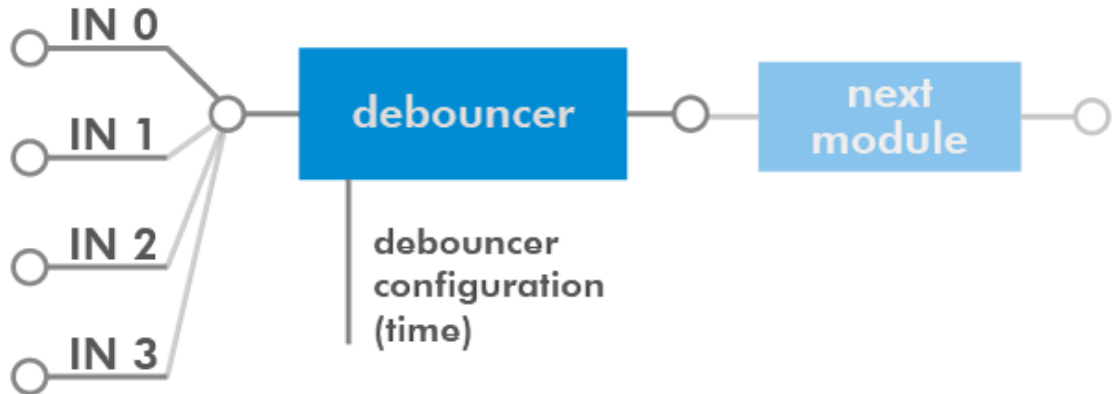 IN 0
IN 1
IN 2
IN 3
debouncer
debouncer
configuration
(time)
next
module